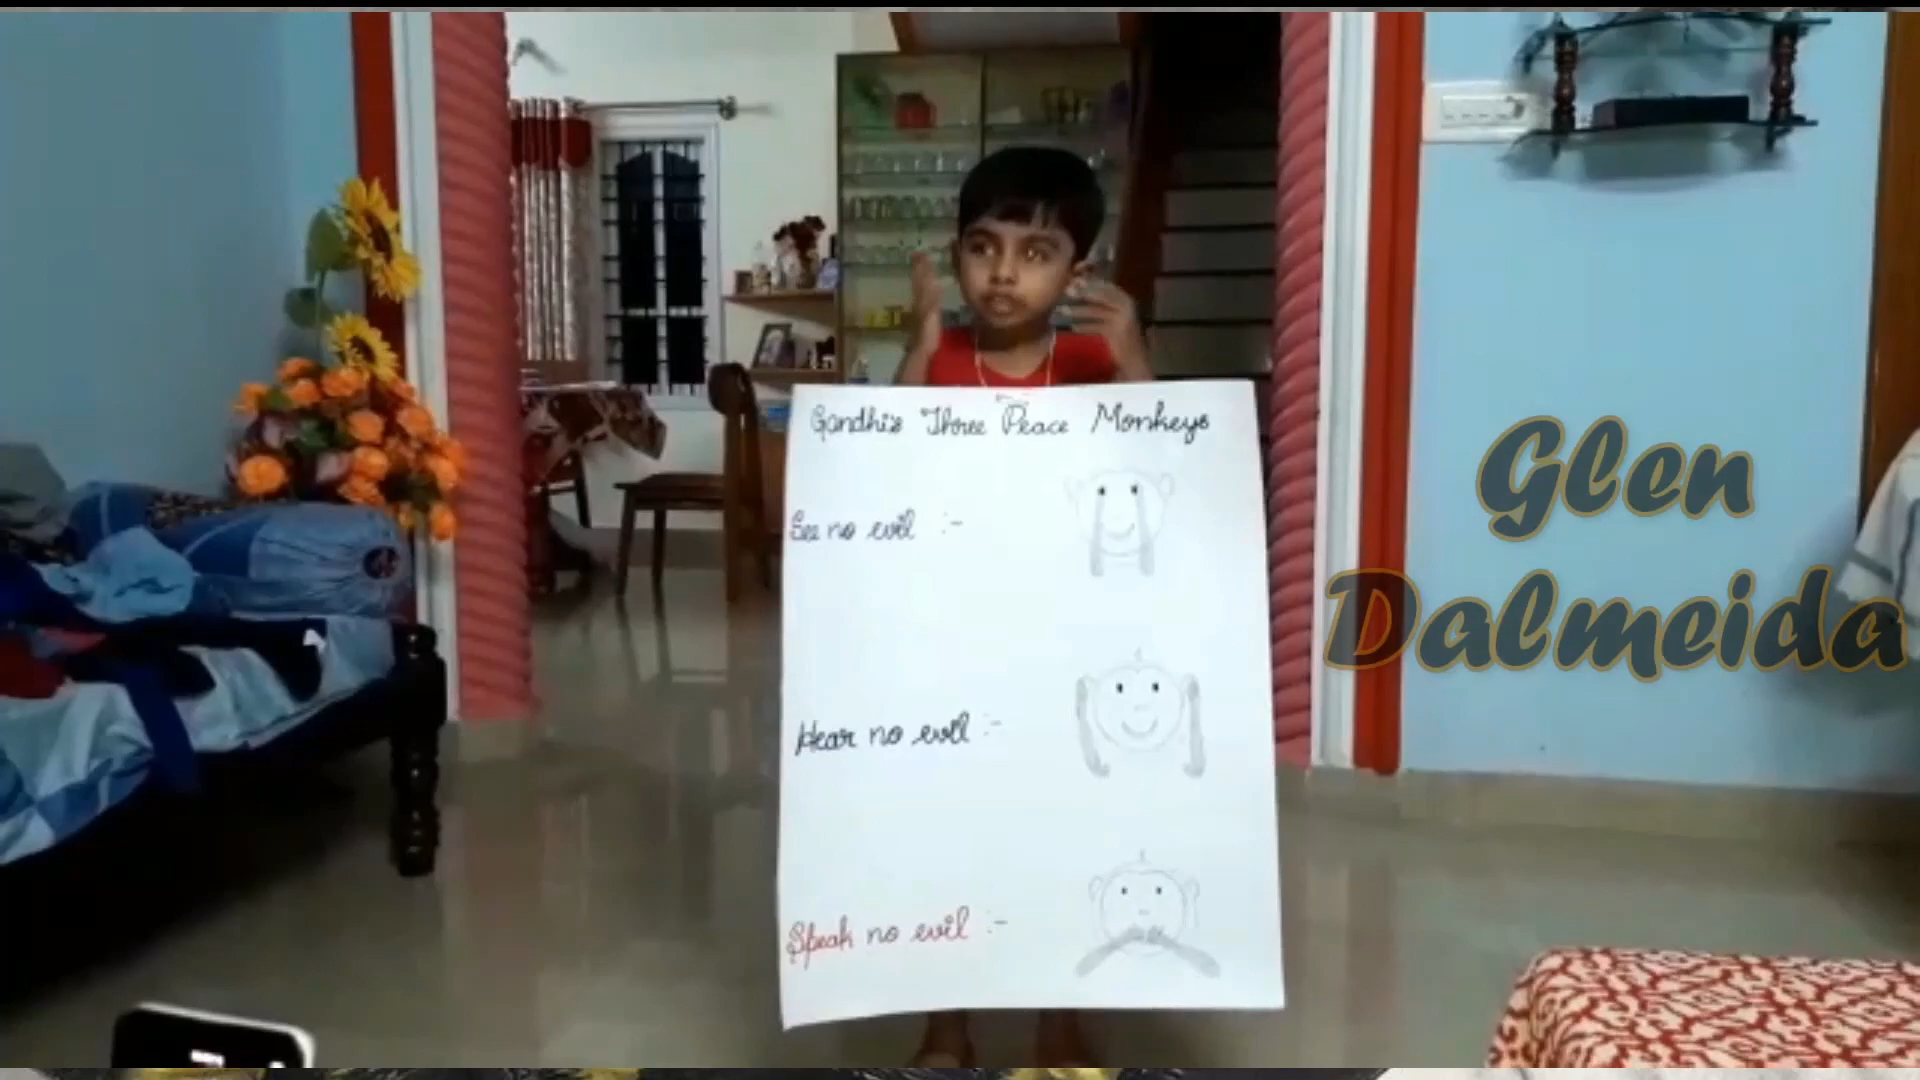 Gandhi's Three Peace Monkeys
See no evil :-
Hear no evil :-
Speak no evil :-
Glen
Dalmeida